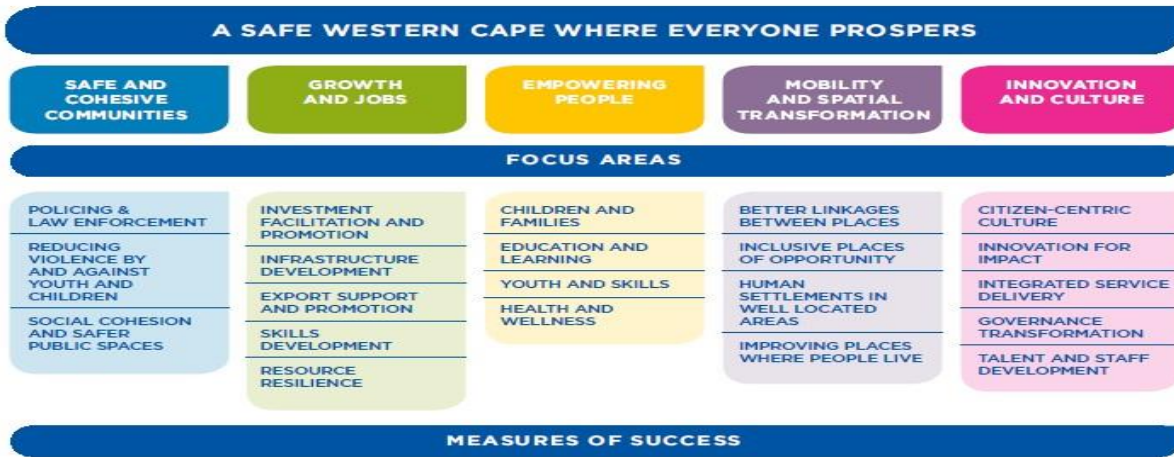 A SAFE WESTERN CAPE WHERE EVERYONE PROSPERS
SAFE AND
COHESIVE
COMMUNITIES
GROWTH
AND JOBS
EMPOWERING
PEOPLE
MOBILITY
AND SPATIAL
TRANSFORMATION
INNOVATION
AND CULTURE
FOCUS AREAS
POLICING &
LAW ENFORCEMENT
REDUCING
VIOLENCE BY
AND AGAINST
YOUTH AND
CHILDREN
SOCIAL COHESION
AND SAFER
PUBLIC SPACES
INVESTMENT
FACILITATION AND
PROMOTION
INFRASTRUCTURE
DEVELOPMENT
EXPORT SUPPORT
AND PROMOTION
SKILLS
DEVELOPMENT
RESOURCE
RESILIENCE
CHILDREN AND
FAMILIES
EDUCATION AND
LEARNING
YOUTH AND SKILLS
HEALTH AND
WELLNESS
BETTER LINKAGES
BETWEEN PLACES
INCLUSIVE PLACES
OF OPPORTUNITY
HUMAN
SETTLEMENTS IN
WELL LOCATED
AREAS
IMPROVING PLACES
WHERE PEOPLE LIVE
CITIZEN-CENTRIC
CULTURE
INNOVATION FOR
IMPACT
INTEGRATED SERVICE
DELIVERY
GOVERNANCE
TRANSFORMATION
TALENT AND STAFF
DEVELOPMENT
MEASURES OF SUCCESS